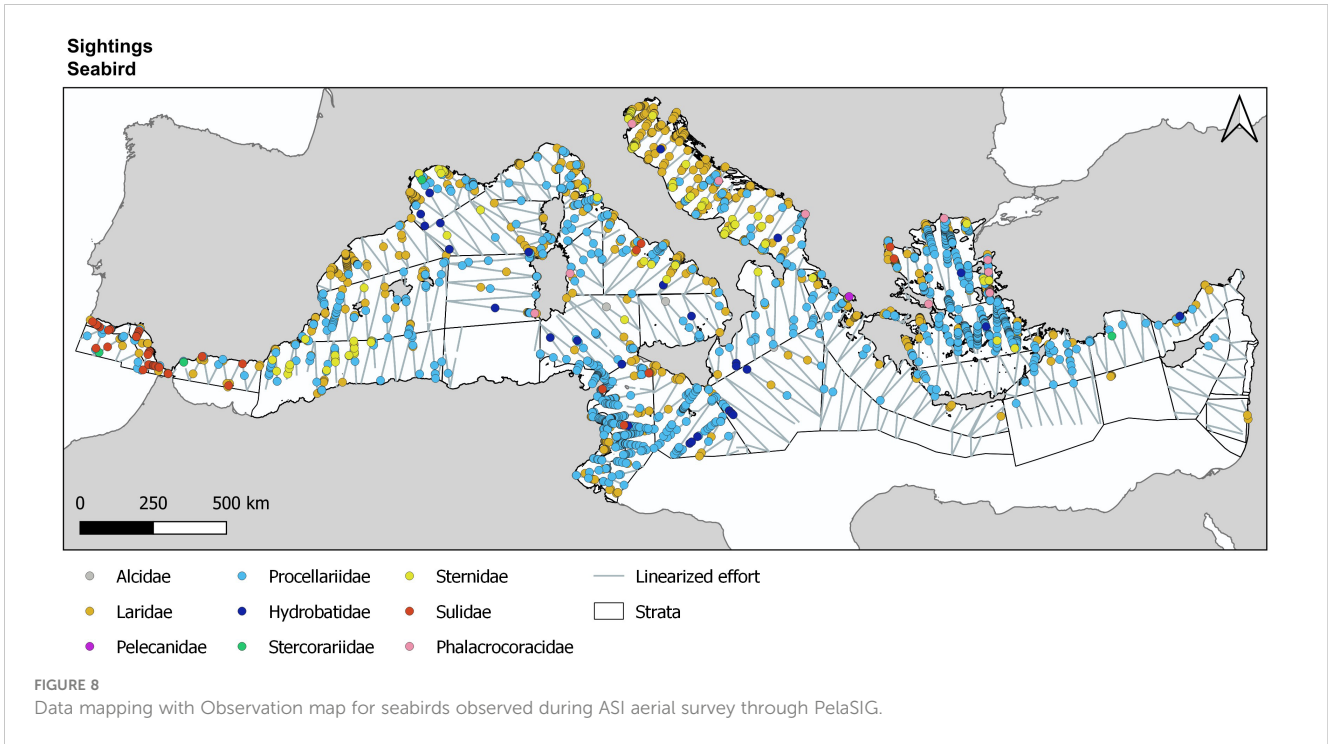 Sightings
Seabird
0 250 500 km
Alcidae Procellariidae Sternidae Linearized effort
Laridae Hydrobatidae Sulidae Strata
Pelecanidae Stercorariidae Phalacrocoracidae
FIGURE 8
Data mapping with Observation map for seabirds observed during ASI aerial survey through PelaSIG.